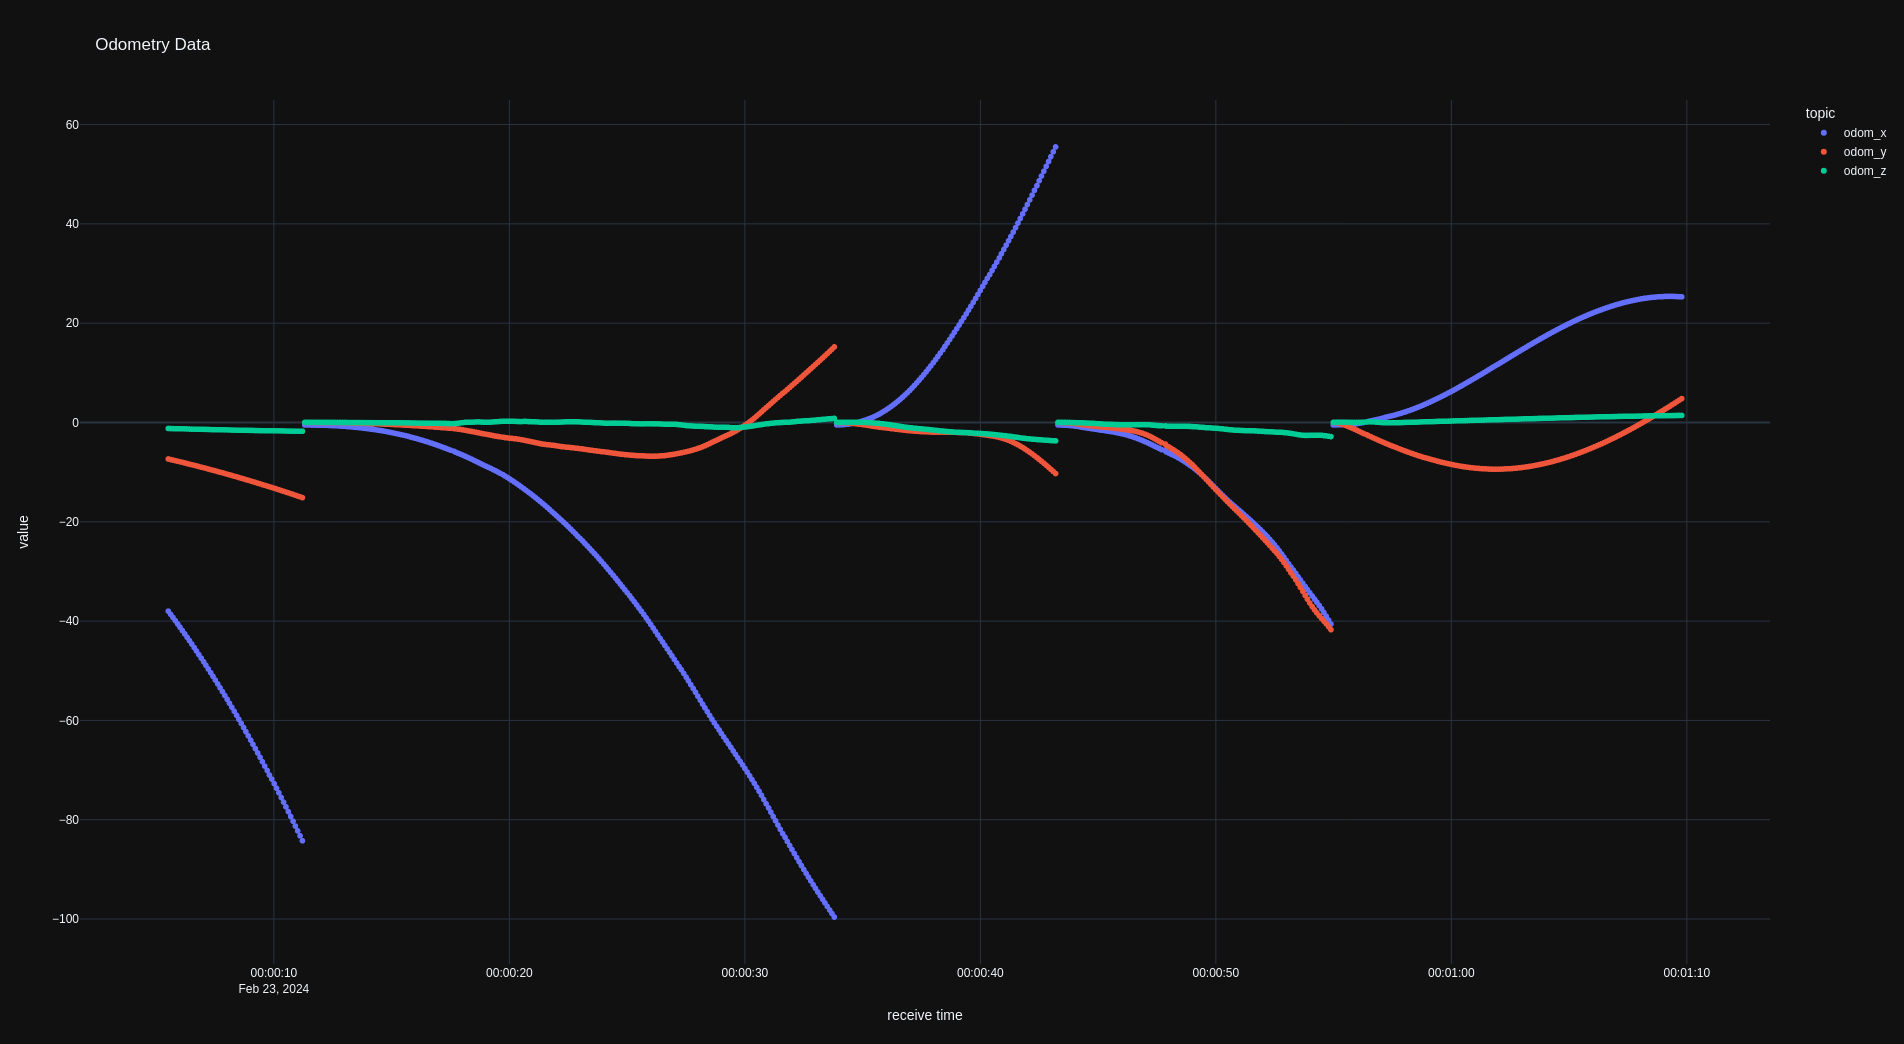 Odometry Data
topic
odom_x
odom_y
odom_z
value
60
40
20
0
−20
−40
−60
−80
−100
00:00:10
Feb 23, 2024
00:00:20
00:00:30
00:00:40
00:00:50
00:01:00
00:01:10
receive time